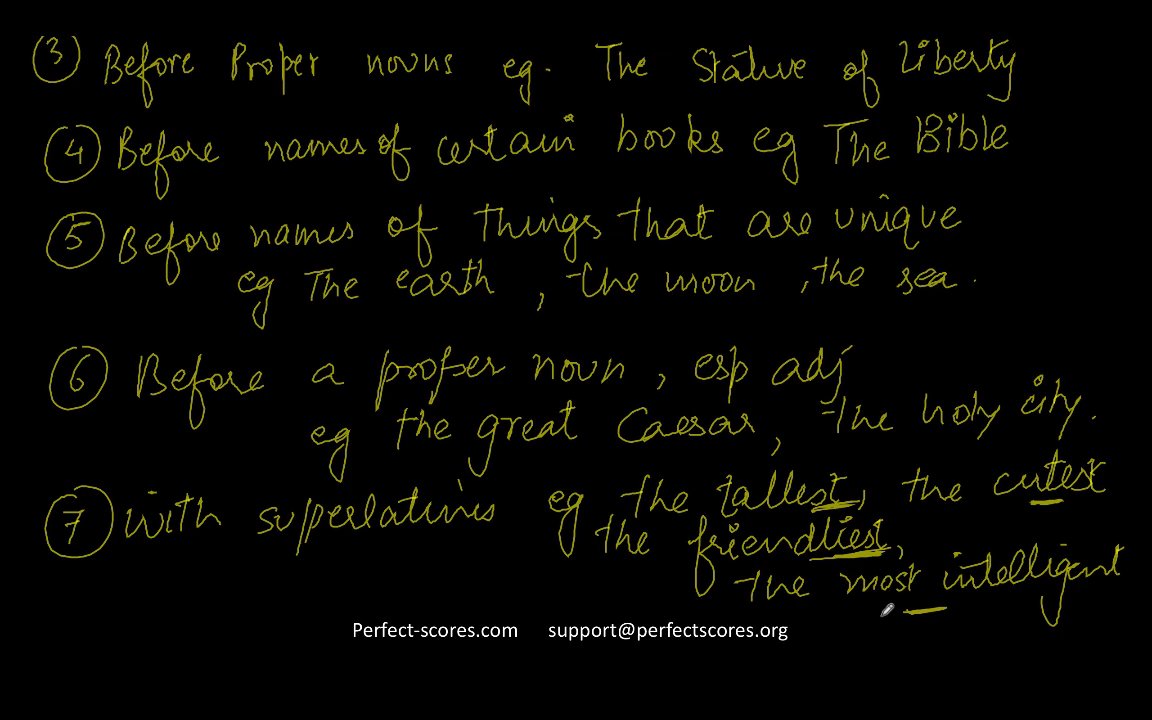 ③ Before Proper nouns eg. The Statue of Liberty
④ Before names of certain books eg The Bible
⑤ Before names of things that are unique
eg The earth, the moon, the sea.
⑥ Before a proper noun, esp adj
eg the great Caesar, the holy city.
⑦ With superlatives eg the tallest, the cutest
the friendliest,
the most intelligent
Perfect-scores.com support@perfectscores.org